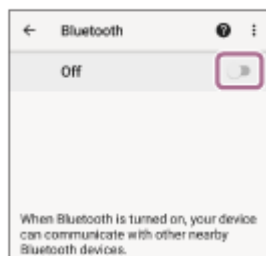 Bluetooth
Off
When Bluetooth is turned on, your device
can communicate with other nearby
Bluetooth devices.